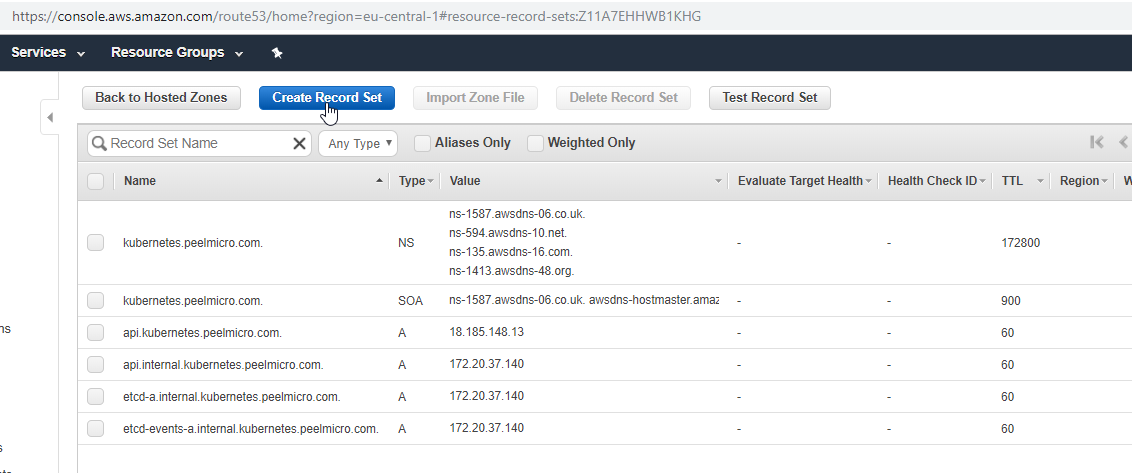 https://console.aws.amazon.com/route53/home?region=eu-central-1#resource-record-sets:Z11A7EHHWB1KHG
Services Resource Groups
Back to Hosted Zones Create Record Set Import Zone File Delete Record Set Test Record Set
Record Set Name Any Type Aliases Only Weighted Only
Name Type Value Evaluate Target Health Health Check ID TTL Region W
kubernetes.peelmicro.com. NS ns-1587.awsdns-06.co.uk. - - 172800
ns-594.awsdns-10.net.
ns-135.awsdns-16.com.
ns-1413.awsdns-48.org.
kubernetes.peelmicro.com. SOA ns-1587.awsdns-06.co.uk. awsdns-hostmaster.amaz - - 900
ns
api.kubernetes.peelmicro.com. A 18.185.148.13 - - 60
api.internal.kubernetes.peelmicro.com. A 172.20.37.140 - - 60
etcd-a.internal.kubernetes.peelmicro.com. A 172.20.37.140 - - 60
etcd-events-a.internal.kubernetes.peelmicro.com. A 172.20.37.140 - - 60
s